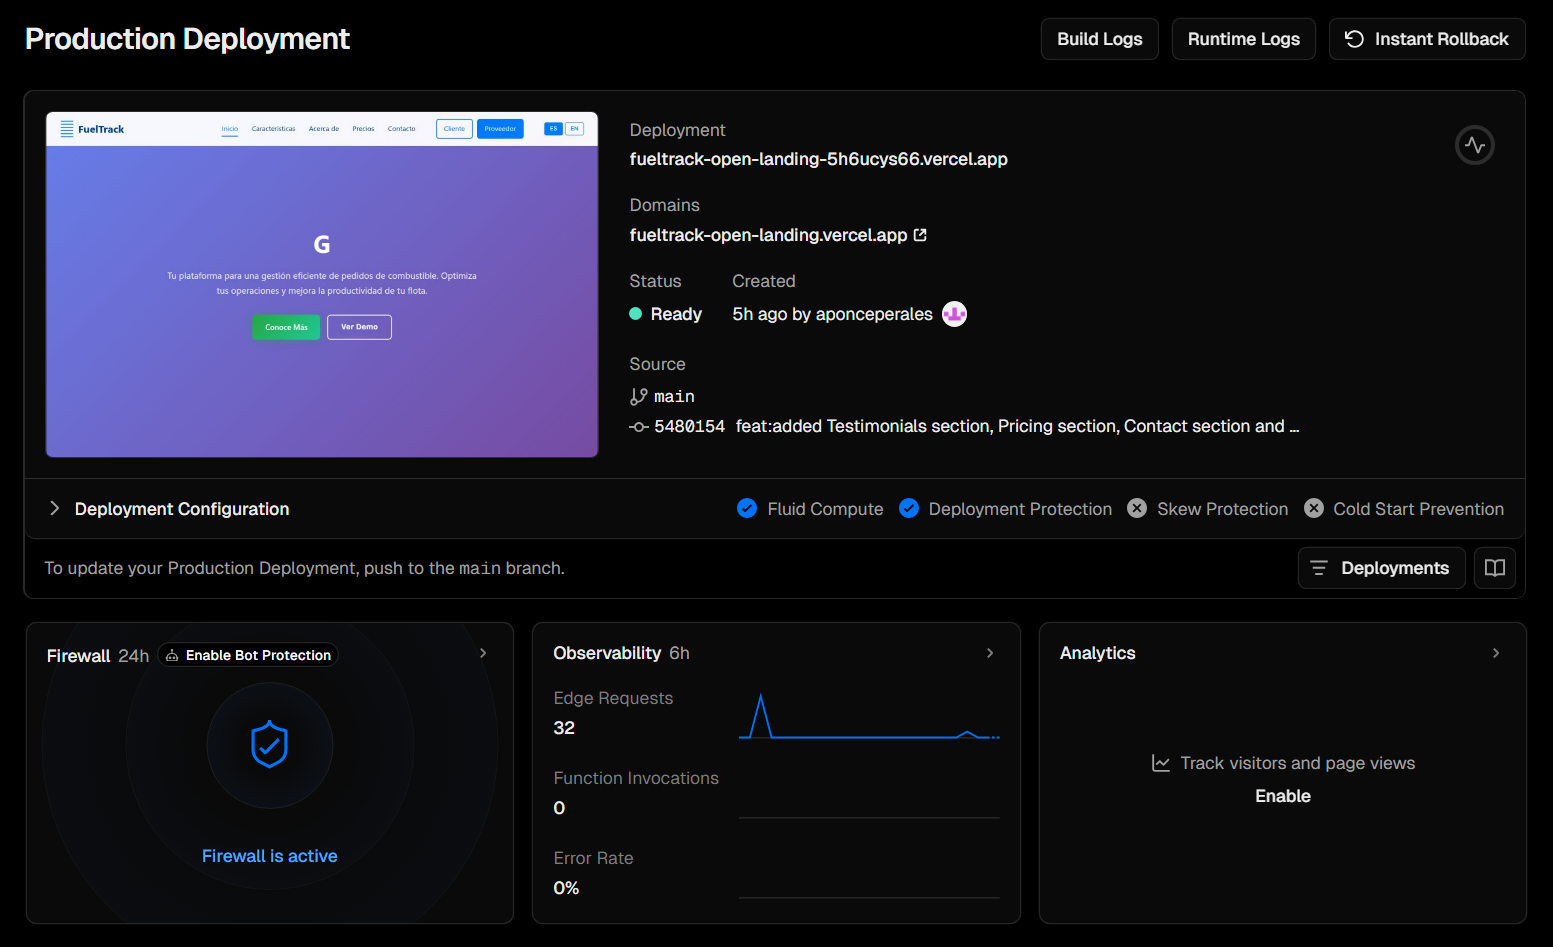 Production Deployment
Build Logs
Runtime Logs
Instant Rollback
FuelTrack
Inicio
Características
Acerca de
Precios
Contacto
Cliente
Proveedor
ES
EN
G
Tu plataforma para una gestión eficiente de pedidos de combustible. Optimiza
tus operaciones y mejora la productividad de tu flota.
Conoce Más
Ver Demo
Deployment
fueltrack-open-landing-5h6ucys66.vercel.app
Domains
fueltrack-open-landing.vercel.app
Status
Created
Ready
5h ago by aponceperales
Source
main
5480154 feat:added Testimonials section, Pricing section, Contact section and ...
Deployment Configuration
Fluid Compute
Deployment Protection
Skew Protection
Cold Start Prevention
To update your Production Deployment, push to the main branch.
Deployments
Firewall 24h
Enable Bot Protection
Firewall is active
Observability 6h
Edge Requests
32
Function Invocations
0
Error Rate
0%
Analytics
Track visitors and page views
Enable